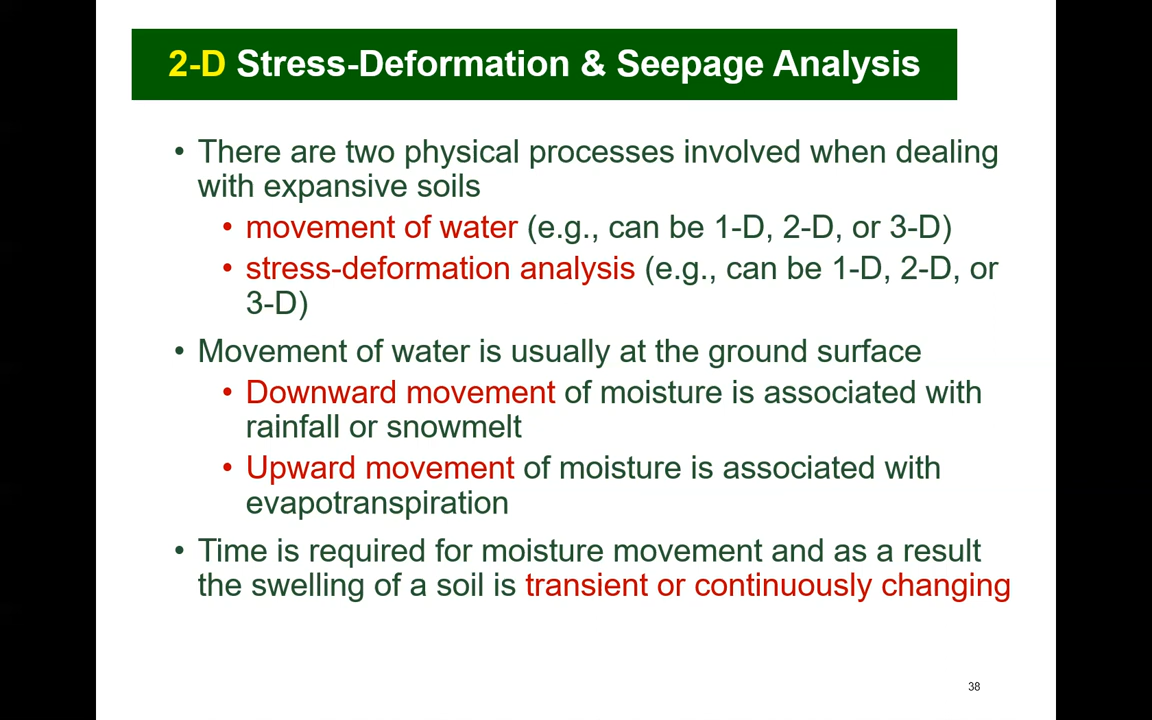 2-D Stress-Deformation & Seepage Analysis
• There are two physical processes involved when dealing
with expansive soils
• movement of water (e.g., can be 1-D, 2-D, or 3-D)
• stress-deformation analysis (e.g., can be 1-D, 2-D, or
3-D)
• Movement of water is usually at the ground surface
• Downward movement of moisture is associated with
rainfall or snowmelt
• Upward movement of moisture is associated with
evapotranspiration
• Time is required for moisture movement and as a result
the swelling of a soil is transient or continuously changing
38